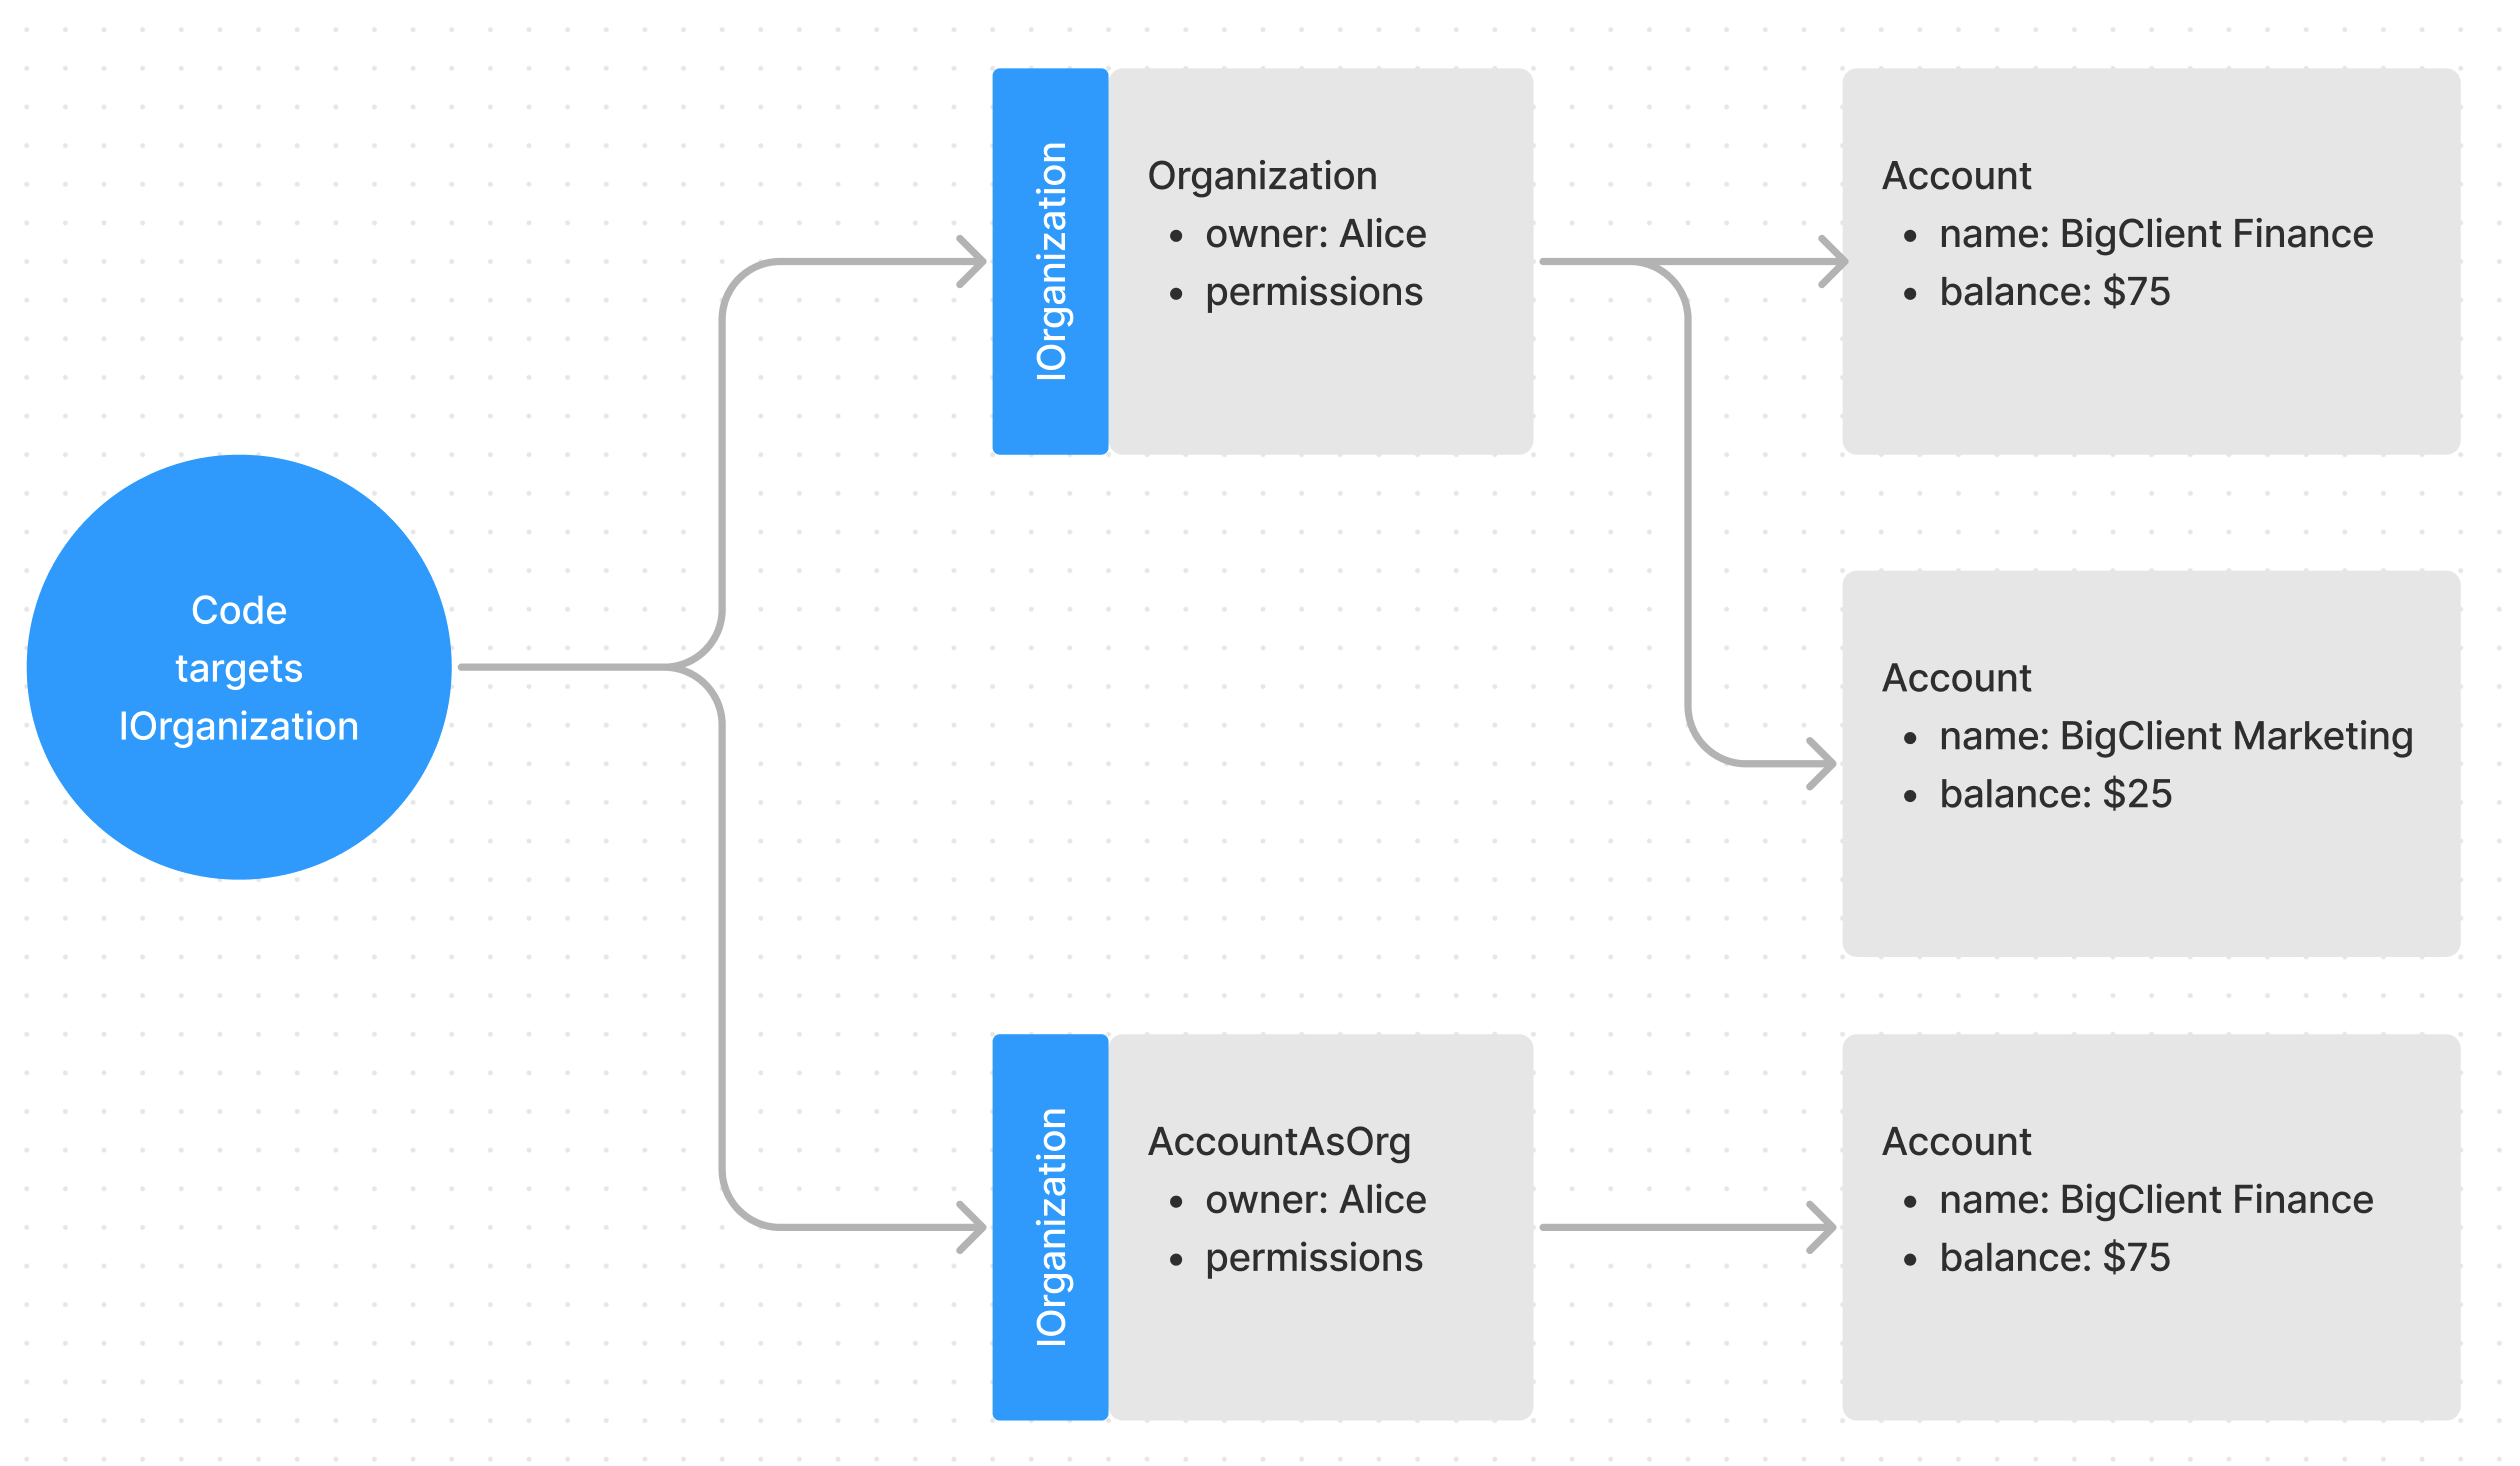 Code
targets
IOrganization
IOrganization
Organization
• owner: Alice
• permissions
Account
• name: BigClient Finance
• balance: $75
Account
• name: BigClient Marketing
• balance: $25
IOrganization
AccountAsOrg
• owner: Alice
• permissions
Account
• name: BigClient Finance
• balance: $75